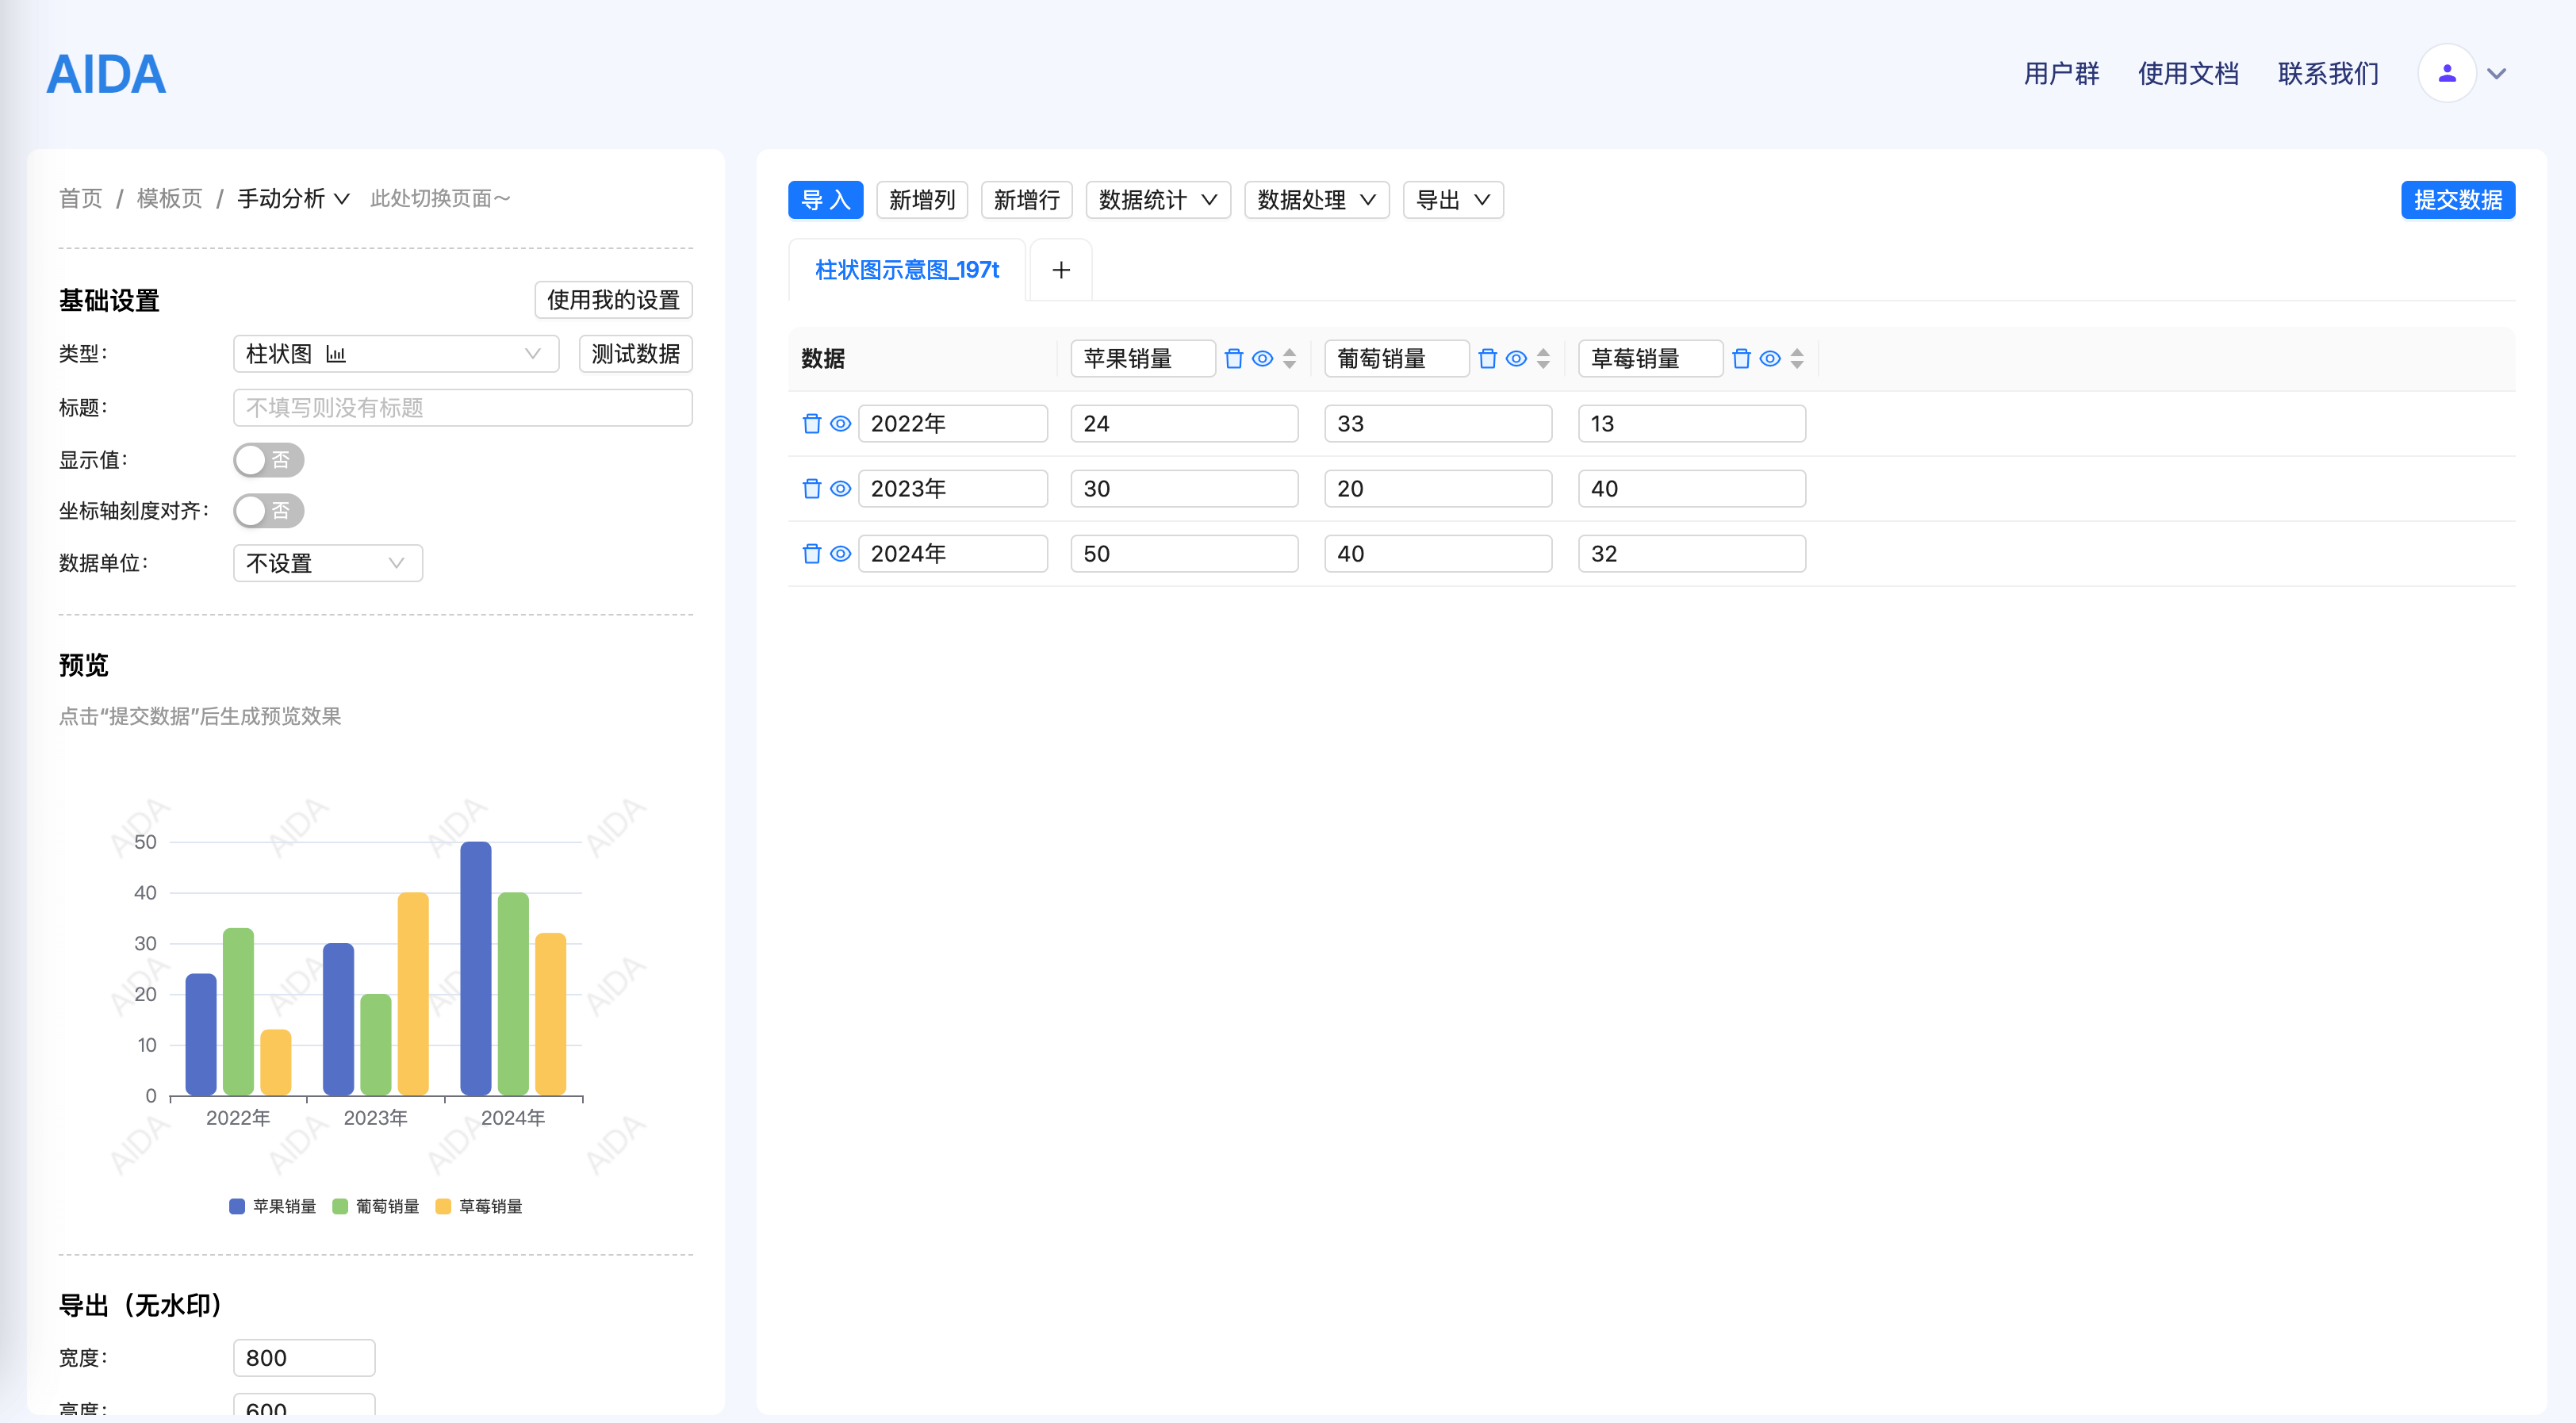 AIDA
用户群 使用文档 联系我们
首页 / 模板页 / 手动分析 此处切换页面～
基础设置 使用我的设置
类型： 柱状图 测试数据
标题： 不填写则没有标题
显示值： 否
坐标轴刻度对齐： 否
数据单位： 不设置
预览
点击“提交数据”后生成预览效果
AIDA AIDA AIDA AIDA
50
40
30
AIDA AIDA AIDA AIDA
20
10
0
2022年 2023年 2024年
AIDA AIDA AIDA AIDA
苹果销量 葡萄销量 草莓销量
导出（无水印）
宽度： 800
高度： 600
导 入 新增列 新增行 数据统计 数据处理 导出 提交数据
柱状图示意图_197t +
数据 苹果销量 葡萄销量 草莓销量
2022年 24 33 13
2023年 30 20 40
2024年 50 40 32